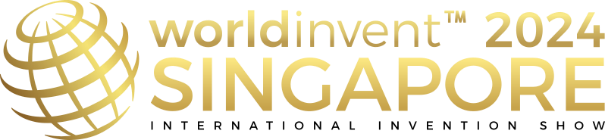 worldinvent™ 2024
SINGAPORE
INTERNATIONAL INVENTION SHOW